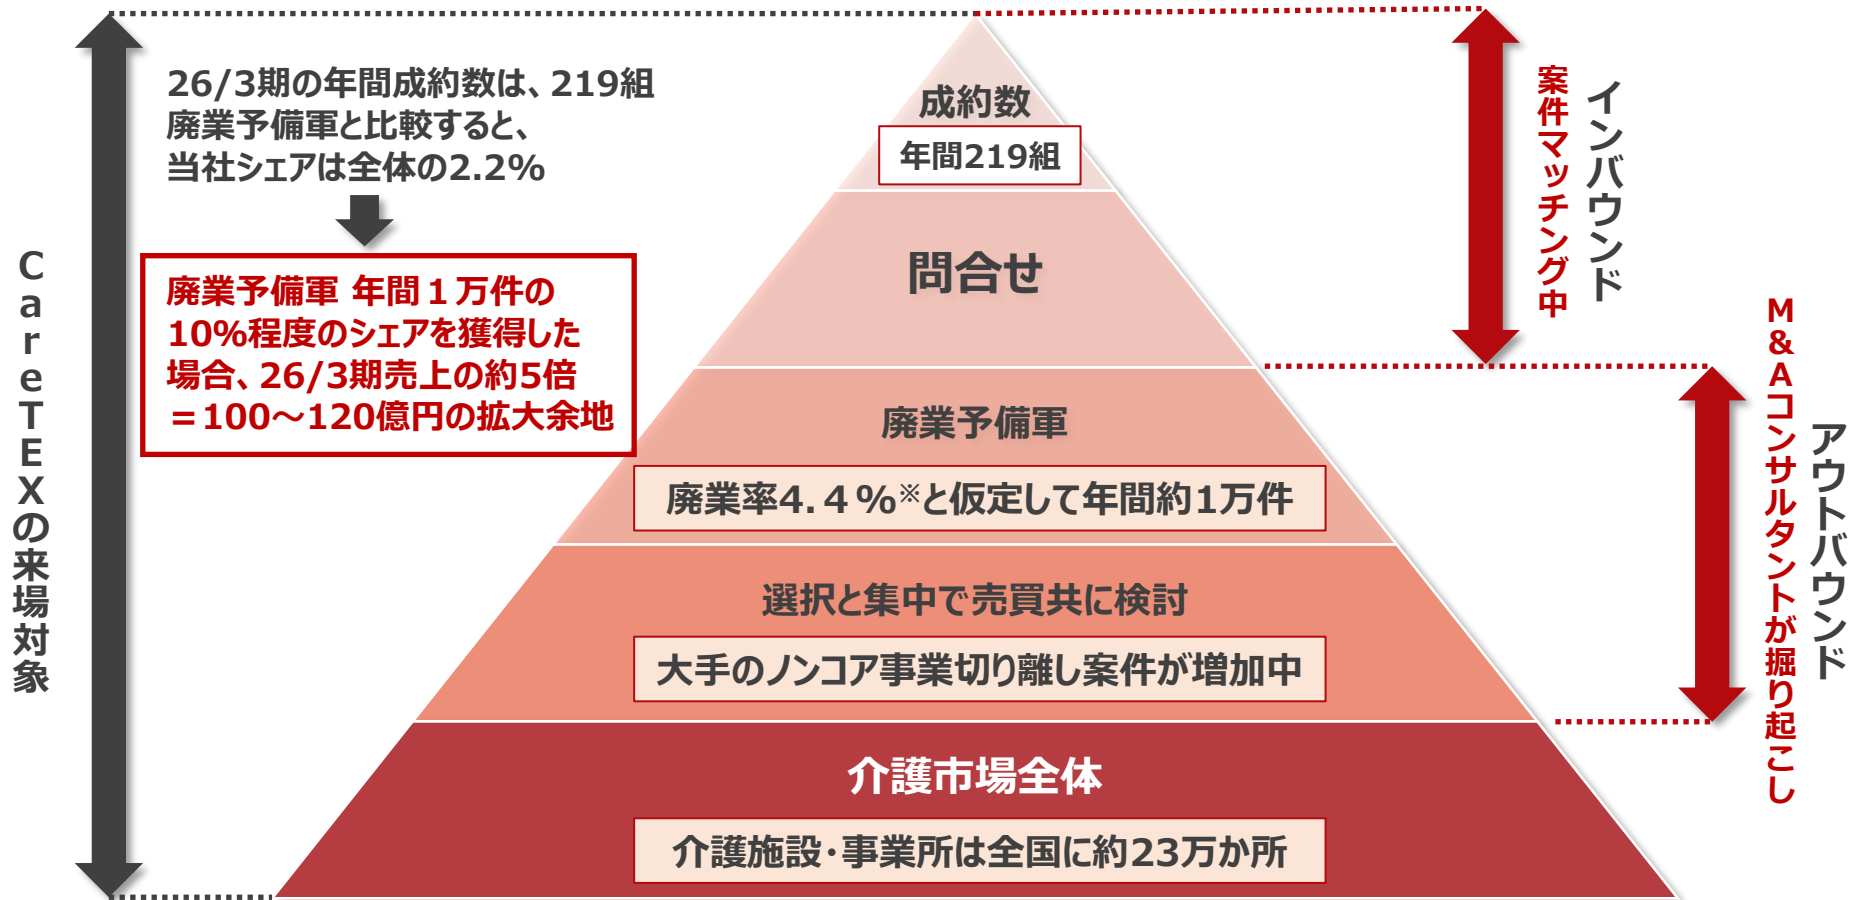 CareTEXの来場対象
26/3期の年間成約数は、219組
廃業予備軍と比較すると、
当社シェアは全体の2.2%
廃業予備軍 年間１万件の
10%程度のシェアを獲得した
場合、26/3期売上の約5倍
＝100～120億円の拡大余地
成約数
年間219組
問合せ
廃業予備軍
廃業率4.４%※と仮定して年間約1万件
選択と集中で売買共に検討
大手のノンコア事業切り離し案件が増加中
介護市場全体
介護施設・事業所は全国に約23万か所
インバウンド
案件マッチング中
アウトバウンド
M&Aコンサルタントが掘り起こし